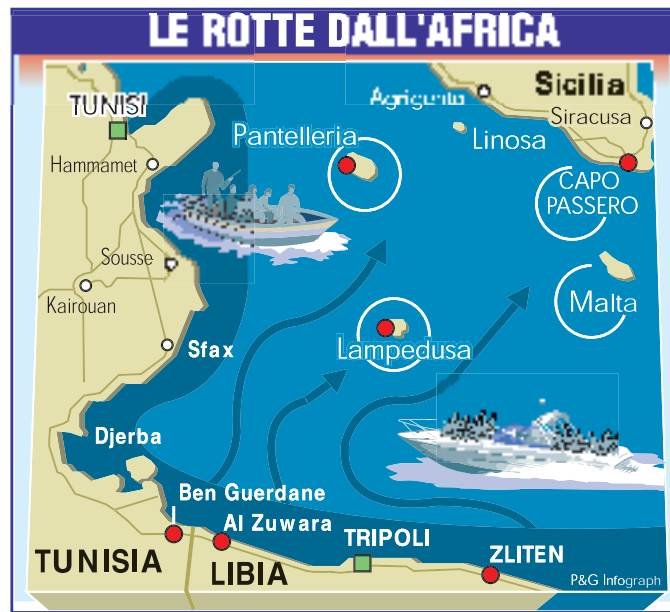 LE ROTTE DALL'AFRICA
TUNISI
Agrigento
Sicilia
Siracusa
Pantelleria
Linosa
Hammamet
CAPO
PASSERO
Sousse
Kairouan
Malta
Sfax
Lampedusa
Djerba
Ben Guerdane
Al Zuwara
TRIPOLI
ZLITEN
TUNISIA
LIBIA
P&G Infograph